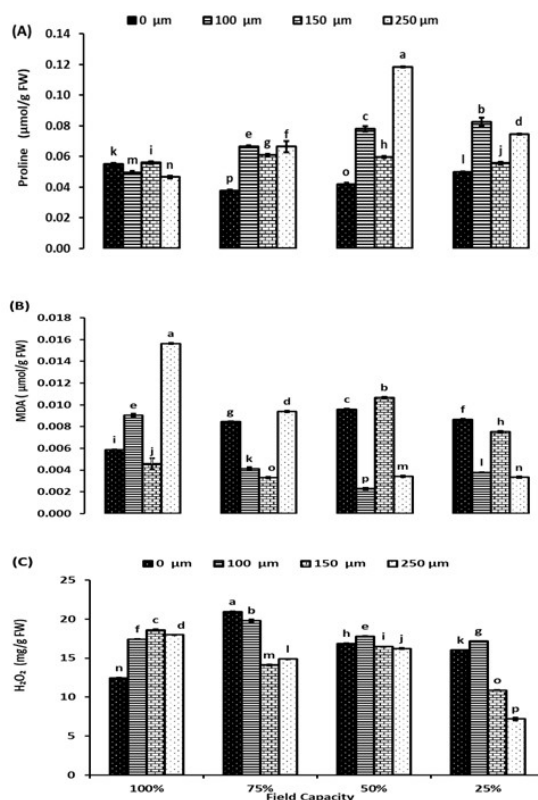 (A)
0 µm 100 µm 150 µm 250 µm
Proline (µmol/g FW)
0.14
0.12
0.10
0.08
0.06
0.04
0.02
0.00
k m i n
p e g f
o c h a
l b j d
(B)
MDA ( µmol/g FW)
0.018
0.016
0.014
0.012
0.010
0.008
0.006
0.004
0.002
0.000
i e j a
g k o d
c p b m
f l h n
(C)
0 µm 100 µm 150 µm 250 µm
H₂O₂ (mg/g FW)
25
20
15
10
5
0
n f c d
a b m l
h e i j
k g o p
100% 75% 50% 25%
Field Capacity